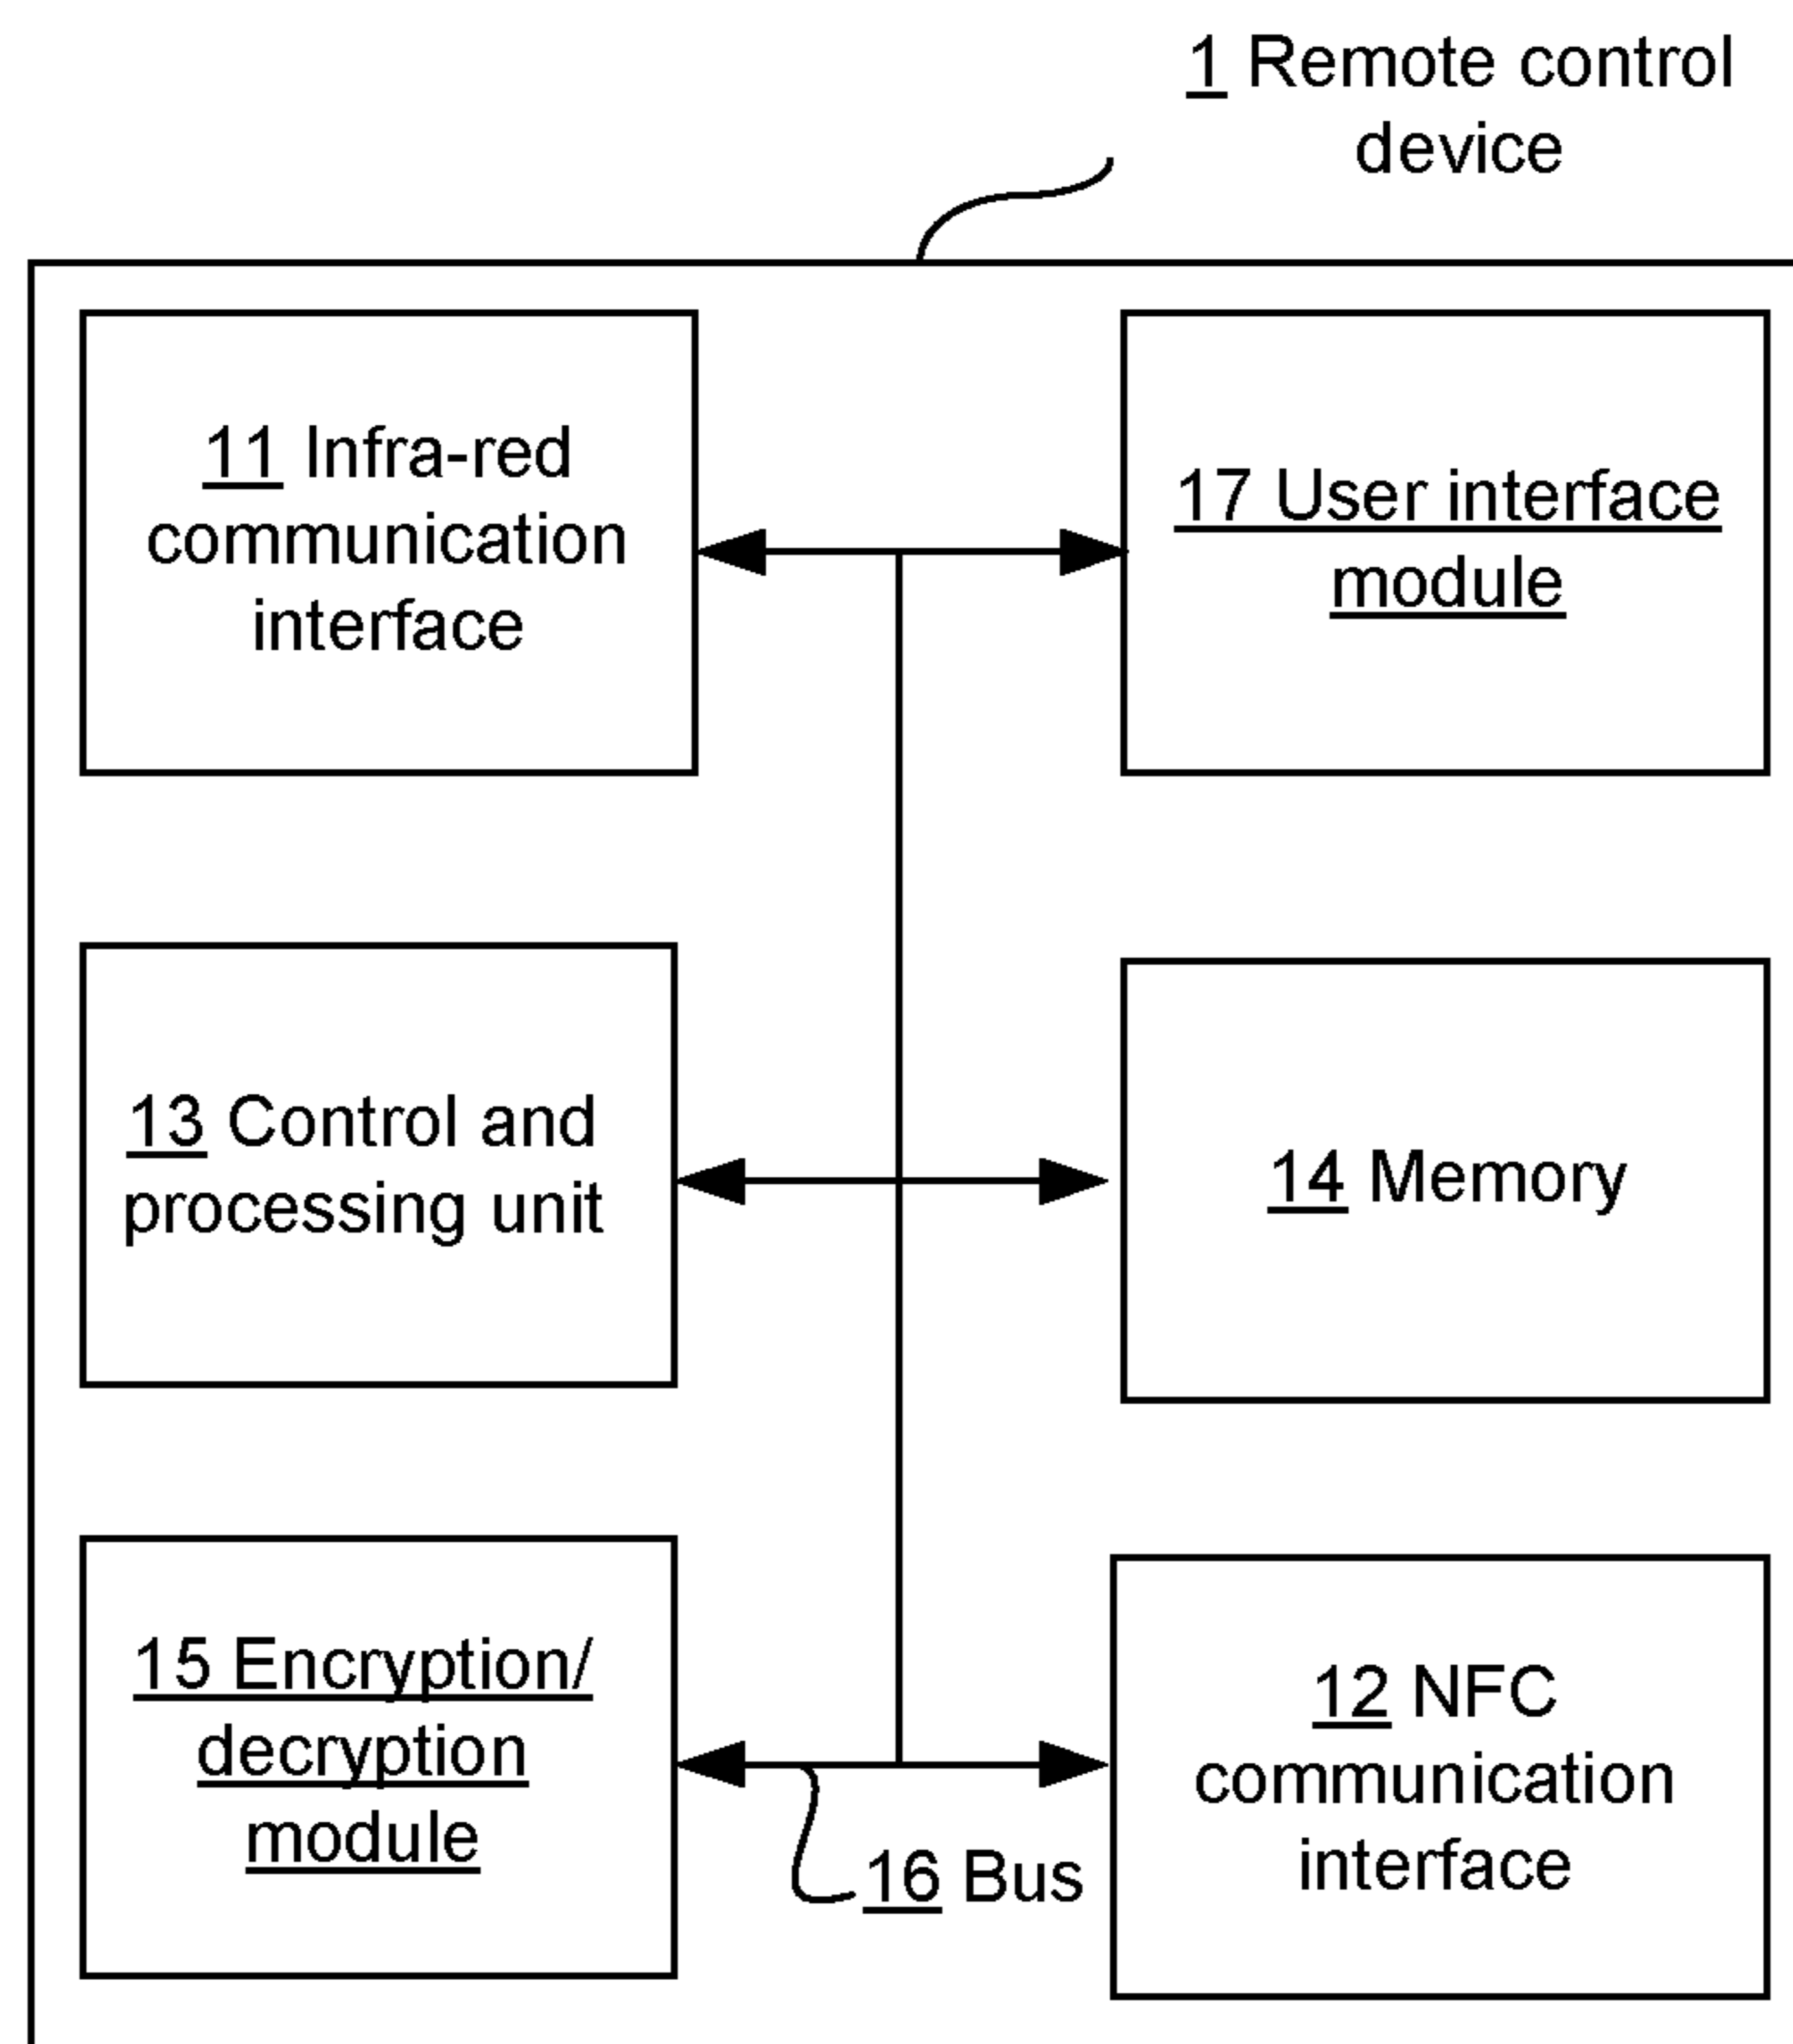 1 Remote control
device
11 Infra-red
communication
interface
17 User interface
module
13 Control and
processing unit
14 Memory
15 Encryption/
decryption
module
12 NFC
communication
interface
16 Bus